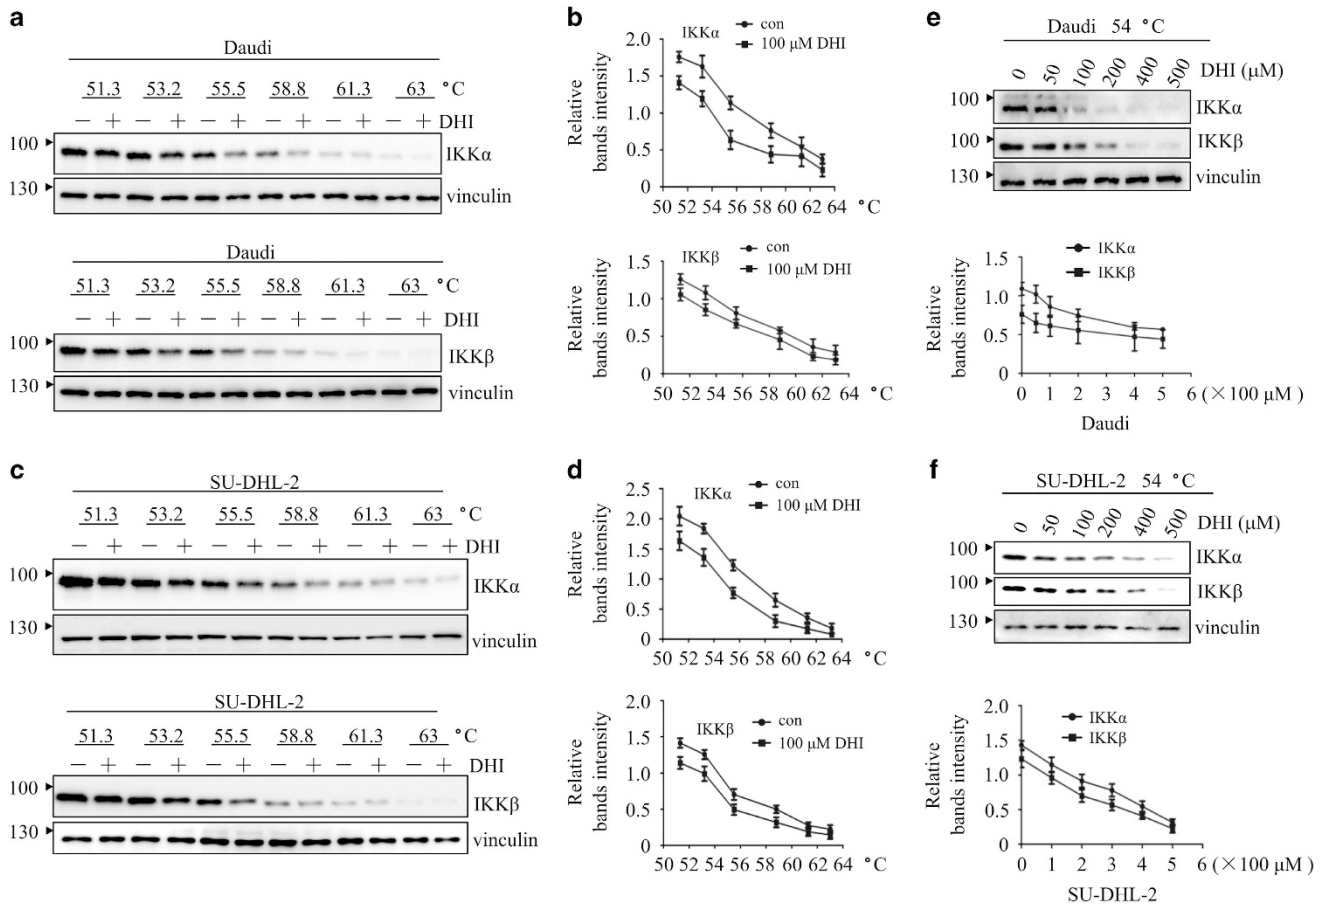 a
Daudi
51.3 53.2 55.5 58.8 61.3 63 °C
— + — + — + — + — + — + DHI
100 IKKα
130 vinculin
Daudi
51.3 53.2 55.5 58.8 61.3 63 °C
— + — + — + — + — + — + DHI
100 IKKβ
130 vinculin
b
IKKα
con
100 μM DHI
Relative
bands intensity
2.0
1.5
1.0
0.5
0
50 52 54 56 58 60 62 64 °C
IKKβ
con
100 μM DHI
Relative
bands intensity
1.5
1.0
0.5
0
50 52 54 56 58 60 62 64 °C
e
Daudi 54 °C
0 50 100 200 400 500 DHI (μM)
100 IKKα
100 IKKβ
130 vinculin
IKKα
IKKβ
Relative
bands intensity
1.5
1.0
0.5
0
0 1 2 3 4 5 6 (×100 μM )
Daudi
c
SU-DHL-2
51.3 53.2 55.5 58.8 61.3 63 °C
— + — + — + — + — + — + DHI
100 IKKα
130 vinculin
SU-DHL-2
51.3 53.2 55.5 58.8 61.3 63 °C
— + — + — + — + — + — + DHI
100 IKKβ
130 vinculin
d
IKKα
con
100 μM DHI
Relative
bands intensity
2.5
2.0
1.5
1.0
0.5
0
50 52 54 56 58 60 62 64 °C
IKKβ
con
100 μM DHI
Relative
bands intensity
2.0
1.5
1.0
0.5
0
50 52 54 56 58 60 62 64 °C
f
SU-DHL-2 54 °C
0 50 100 200 400 500 DHI (μM)
100 IKKα
100 IKKβ
130 vinculin
IKKα
IKKβ
Relative
bands intensity
2.0
1.5
1.0
0.5
0
0 1 2 3 4 5 6 (×100 μM )
SU-DHL-2